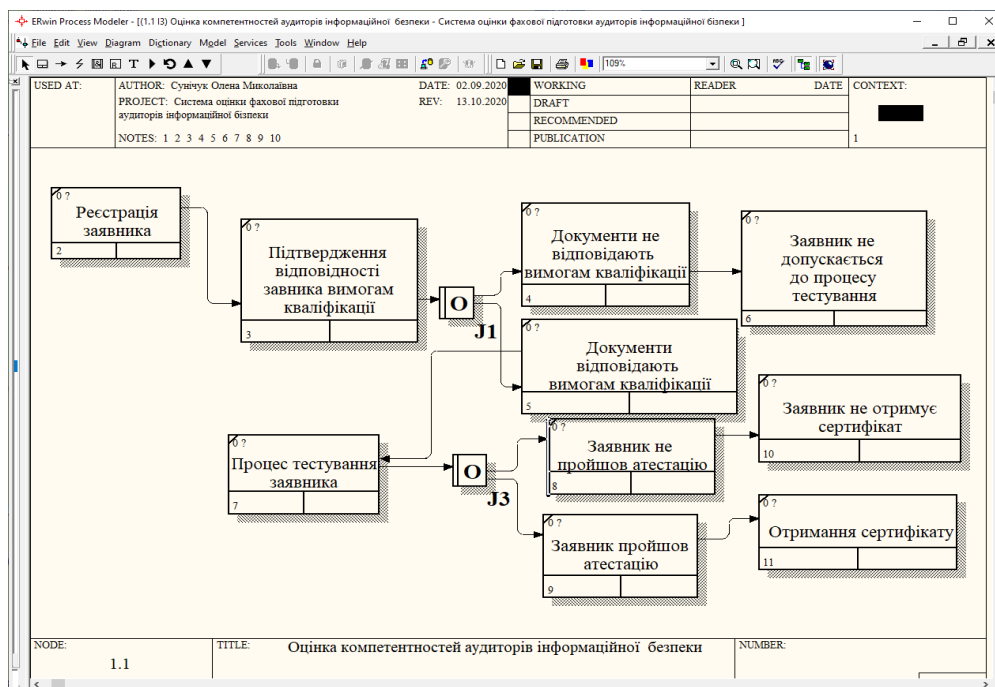 ERwin Process Modeler - [(1.1 I3) Оцінка компетентностей аудиторів інформаційної безпеки - Система оцінки фахової підготовки аудиторів інформаційної бізпеки ]
File Edit View Diagram Dictionary Model Services Tools Window Help
109%
USED AT:
AUTHOR: Сунічук Олена Миколаївна
DATE: 02.09.2020
PROJECT: Система оцінки фахової підготовки
аудиторів інформаційної бізпеки
REV: 13.10.2020
NOTES: 1 2 3 4 5 6 7 8 9 10
WORKING
DRAFT
RECOMMENDED
PUBLICATION
READER
DATE
CONTEXT:
1
0 ?
Реєстрація
заявника
2
0 ?
Підтвердження
відповідності
завника вимогам
кваліфікації
3
O
J1
0 ?
Документи не
відповідають
вимогам кваліфікації
4
0 ?
Заявник не
допускається
до процесу
тестування
6
0 ?
Документи
відповідають
вимогам кваліфікації
5
0 ?
Процес тестування
заявника
7
O
J3
0 ?
Заявник не
пройшов атестацію
8
0 ?
Заявник не отримує
сертифікат
10
0 ?
Заявник пройшов
атестацію
9
0 ?
Отримання сертифікату
11
NODE:
1.1
TITLE:
Оцінка компетентностей аудиторів інформаційної безпеки
NUMBER: